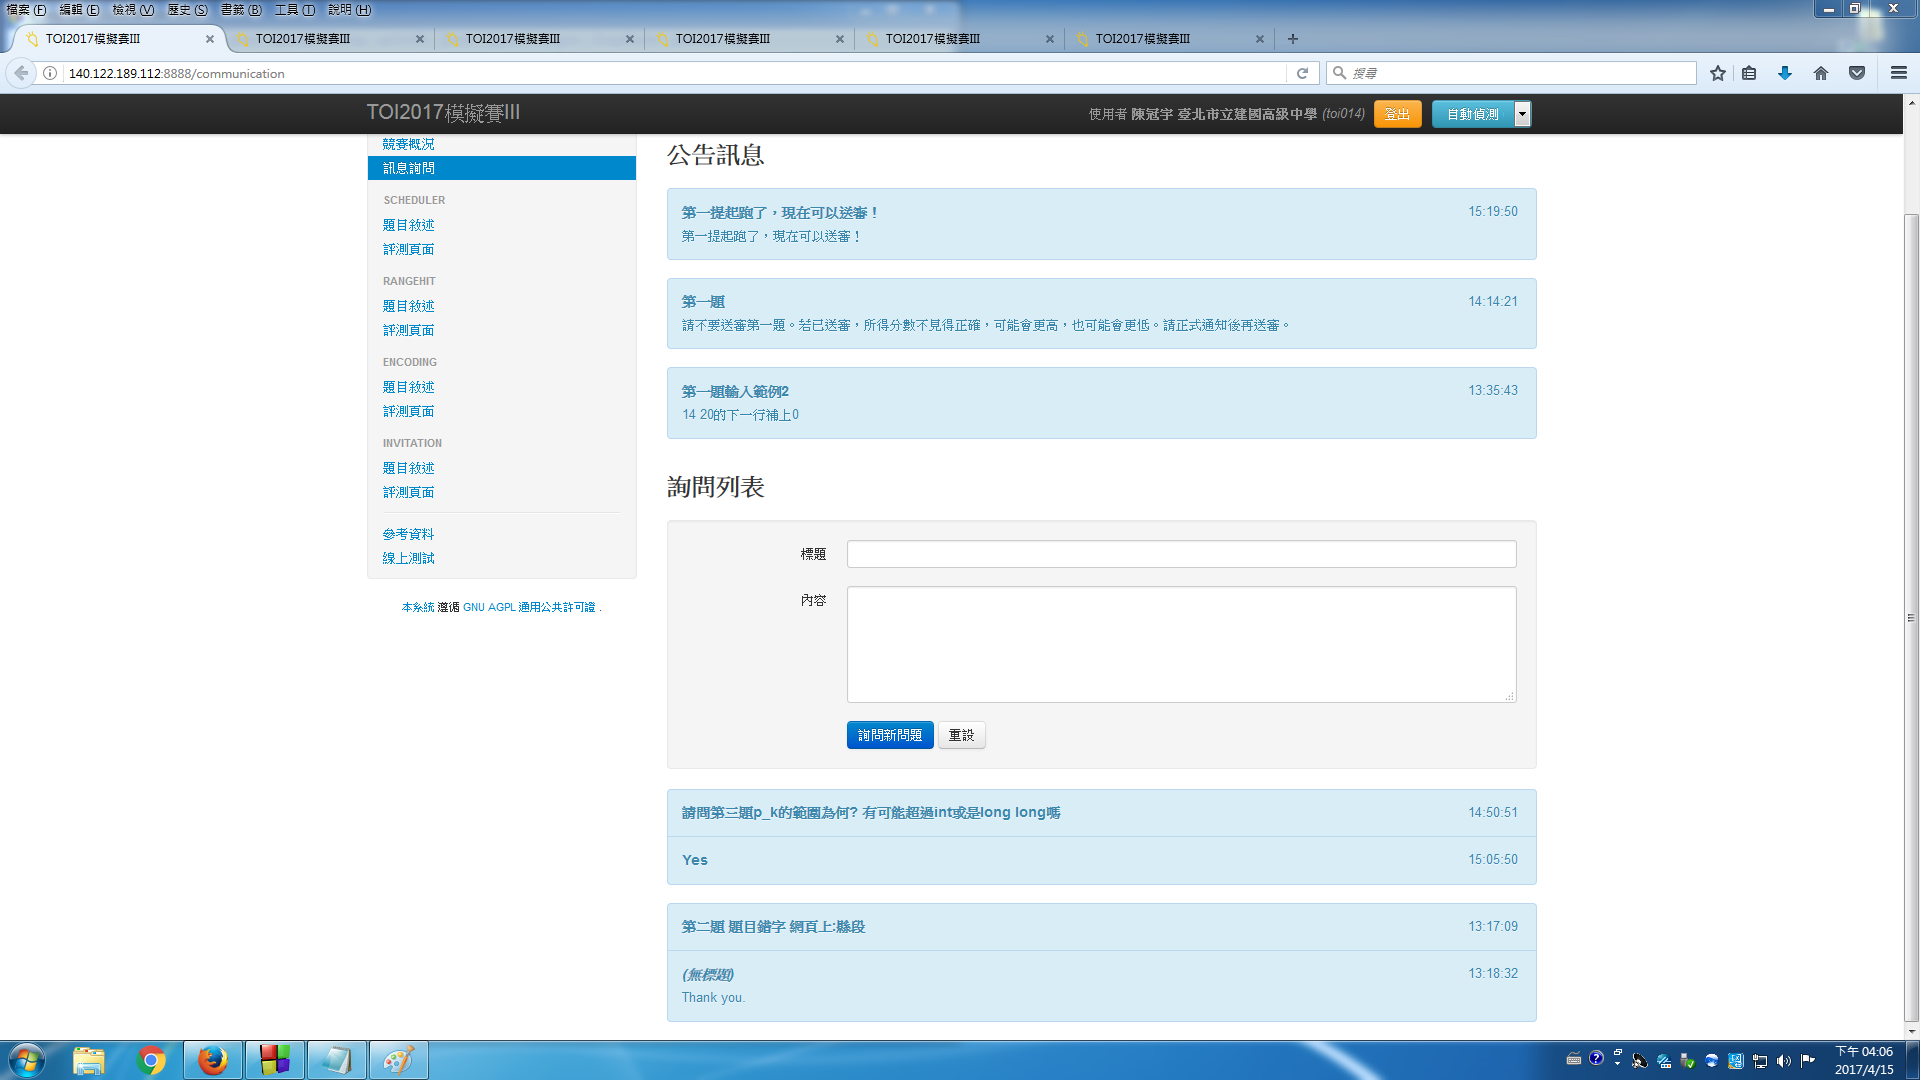 檔案 (F) 編輯 (E) 檢視 (V) 歷史 (S) 書籤 (B) 工具 (T) 說明 (H)
TOI2017模擬賽III TOI2017模擬賽III TOI2017模擬賽III TOI2017模擬賽III TOI2017模擬賽III TOI2017模擬賽III
140.122.189.112:8888/communication 搜尋
TOI2017模擬賽III 使用者 陳冠宇 臺北市立建國高級中學 (toi014) 登出 自動偵測
競賽概況
訊息詢問
SCHEDULER
題目敘述
評測頁面
RANGEHIT
題目敘述
評測頁面
ENCODING
題目敘述
評測頁面
INVITATION
題目敘述
評測頁面
參考資料
線上測試
本系統 遵循 GNU AGPL 通用公共許可證 .
公告訊息
第一提起跑了，現在可以送審！ 15:19:50
第一提起跑了，現在可以送審！
第一題 14:14:21
請不要送審第一題。若已送審，所得分數不見得正確，可能會更高，也可能會更低。請正式通知後再送審。
第一題輸入範例2 13:35:43
14 20的下一行補上0
詢問列表
標題
內容
詢問新問題 重設
請問第三題p_k的範圍為何? 有可能超過int或是long long嗎 14:50:51
Yes 15:05:50
第二題 題目錯字 網頁上:縣段 13:17:09
(無標題) 13:18:32
Thank you.
下午 04:06
2017/4/15